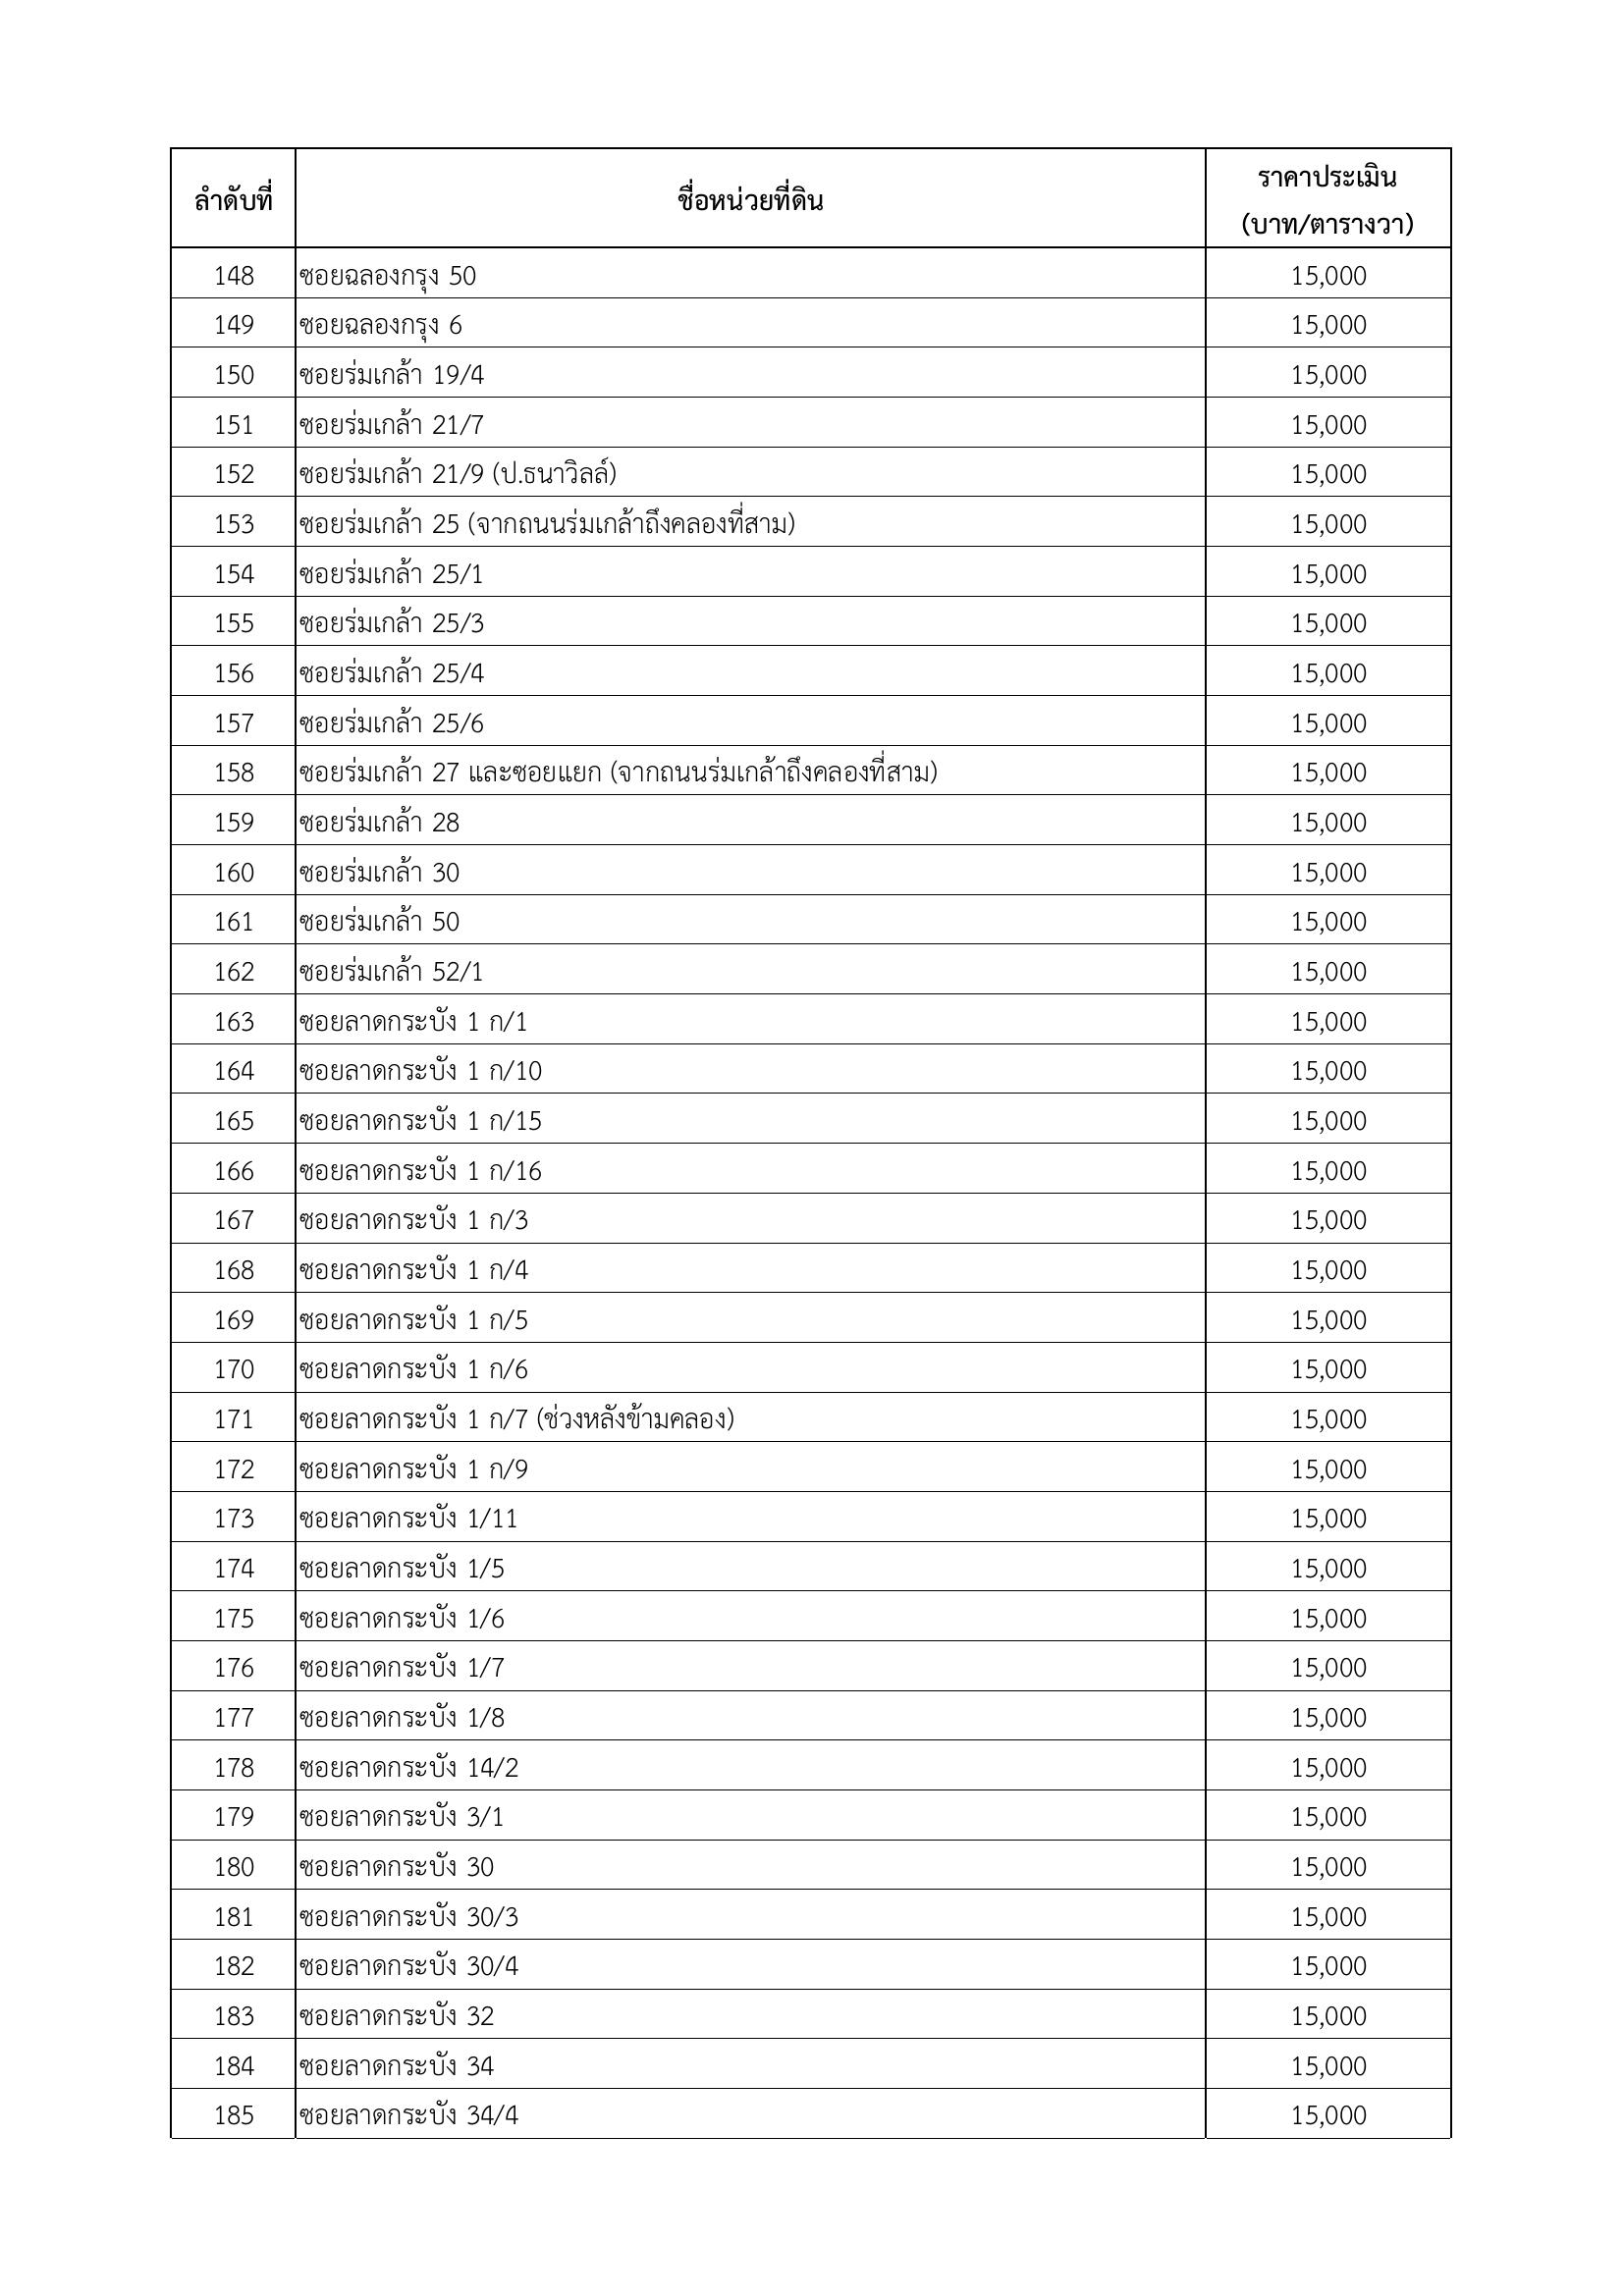 ลำดับที่ ชื่อหน่วยที่ดิน ราคาประเมิน
(บาท/ตารางวา)
148 ซอยฉลองกรุง 50 15,000
149 ซอยฉลองกรุง 6 15,000
150 ซอยร่มเกล้า 19/4 15,000
151 ซอยร่มเกล้า 21/7 15,000
152 ซอยร่มเกล้า 21/9 (ป.ธนาวิลล์) 15,000
153 ซอยร่มเกล้า 25 (จากถนนร่มเกล้าถึงคลองที่สาม) 15,000
154 ซอยร่มเกล้า 25/1 15,000
155 ซอยร่มเกล้า 25/3 15,000
156 ซอยร่มเกล้า 25/4 15,000
157 ซอยร่มเกล้า 25/6 15,000
158 ซอยร่มเกล้า 27 และซอยแยก (จากถนนร่มเกล้าถึงคลองที่สาม) 15,000
159 ซอยร่มเกล้า 28 15,000
160 ซอยร่มเกล้า 30 15,000
161 ซอยร่มเกล้า 50 15,000
162 ซอยร่มเกล้า 52/1 15,000
163 ซอยลาดกระบัง 1 ก/1 15,000
164 ซอยลาดกระบัง 1 ก/10 15,000
165 ซอยลาดกระบัง 1 ก/15 15,000
166 ซอยลาดกระบัง 1 ก/16 15,000
167 ซอยลาดกระบัง 1 ก/3 15,000
168 ซอยลาดกระบัง 1 ก/4 15,000
169 ซอยลาดกระบัง 1 ก/5 15,000
170 ซอยลาดกระบัง 1 ก/6 15,000
171 ซอยลาดกระบัง 1 ก/7 (ช่วงหลังข้ามคลอง) 15,000
172 ซอยลาดกระบัง 1 ก/9 15,000
173 ซอยลาดกระบัง 1/11 15,000
174 ซอยลาดกระบัง 1/5 15,000
175 ซอยลาดกระบัง 1/6 15,000
176 ซอยลาดกระบัง 1/7 15,000
177 ซอยลาดกระบัง 1/8 15,000
178 ซอยลาดกระบัง 14/2 15,000
179 ซอยลาดกระบัง 3/1 15,000
180 ซอยลาดกระบัง 30 15,000
181 ซอยลาดกระบัง 30/3 15,000
182 ซอยลาดกระบัง 30/4 15,000
183 ซอยลาดกระบัง 32 15,000
184 ซอยลาดกระบัง 34 15,000
185 ซอยลาดกระบัง 34/4 15,000